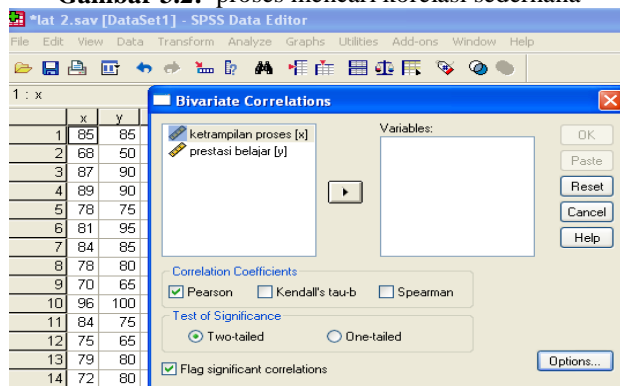 Gambar 3.2. proses mencari korelasi sederhana
*lat 2.sav [DataSet1] - SPSS Data Editor
File Edit View Data Transform Analyze Graphs Utilities Add-ons Window Help
1 : x
x y
1 85 85
2 68 50
3 87 90
4 89 90
5 78 75
6 81 95
7 84 85
8 78 80
9 70 65
10 96 100
11 84 75
12 75 65
13 79 80
14 72 80
Bivariate Correlations
ketrampilan proses [x]
prestasi belajar [y]
Variables:
OK
Paste
Reset
Cancel
Help
Correlation Coefficients
Pearson Kendall's tau-b Spearman
Test of Significance
Two-tailed One-tailed
Flag significant correlations
Options...